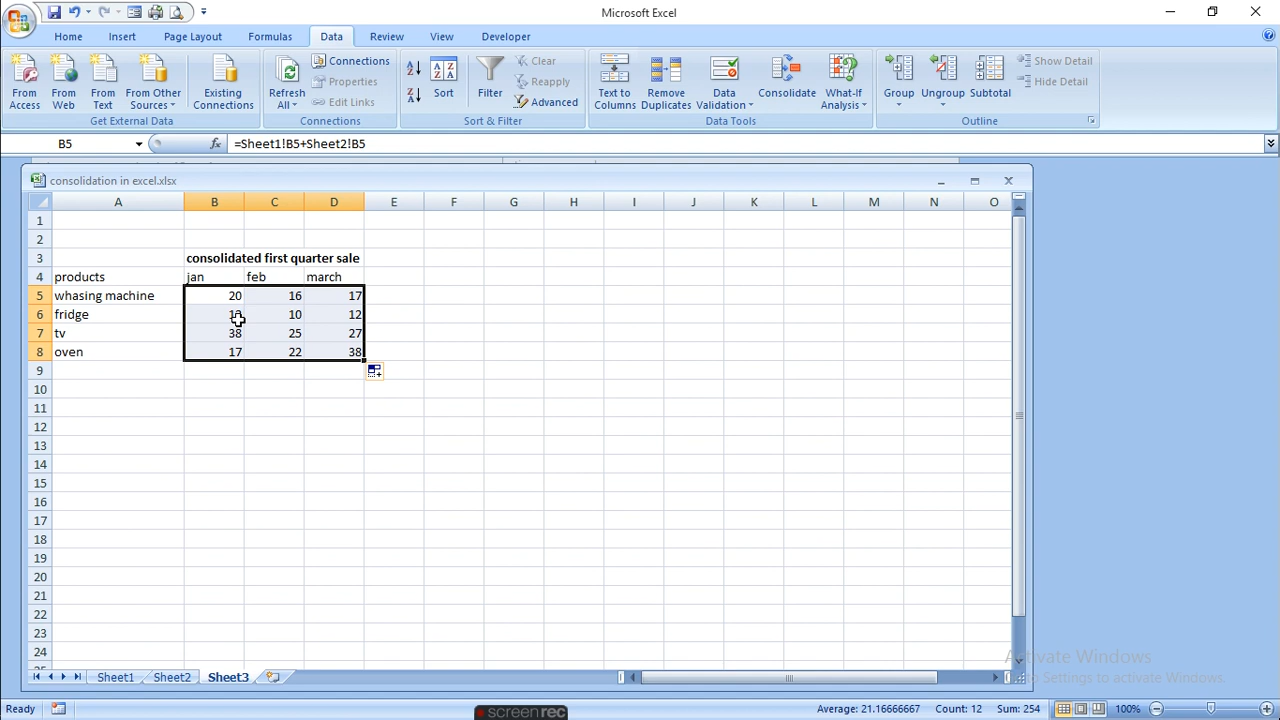 Microsoft Excel
Home Insert Page Layout Formulas Data Review View Developer
From Access
From Web
From Text
From Other Sources
Existing Connections
Get External Data
Refresh All
Connections
Properties
Edit Links
Connections
Sort
Filter
Clear
Reapply
Advanced
Sort & Filter
Text to Columns
Remove Duplicates
Data Validation
Consolidate
What-If Analysis
Data Tools
Group
Ungroup
Subtotal
Show Detail
Hide Detail
Outline
B5 fx =Sheet1!B5+Sheet2!B5
consolidation in excel.xlsx
A B C D E F G H I J K L M N O
1
2
3 consolidated first quarter sale
4 products jan feb march
5 whasing machine 20 16 17
6 fridge 10 12
7 tv 38 25 27
8 oven 17 22 38
9
10
11
12
13
14
15
16
17
18
19
20
21
22
23
24
Activate Windows
to Settings to activate Windows.
Sheet1 Sheet2 Sheet3
Ready Average: 21.16666667 Count: 12 Sum: 254 100%
screenrec